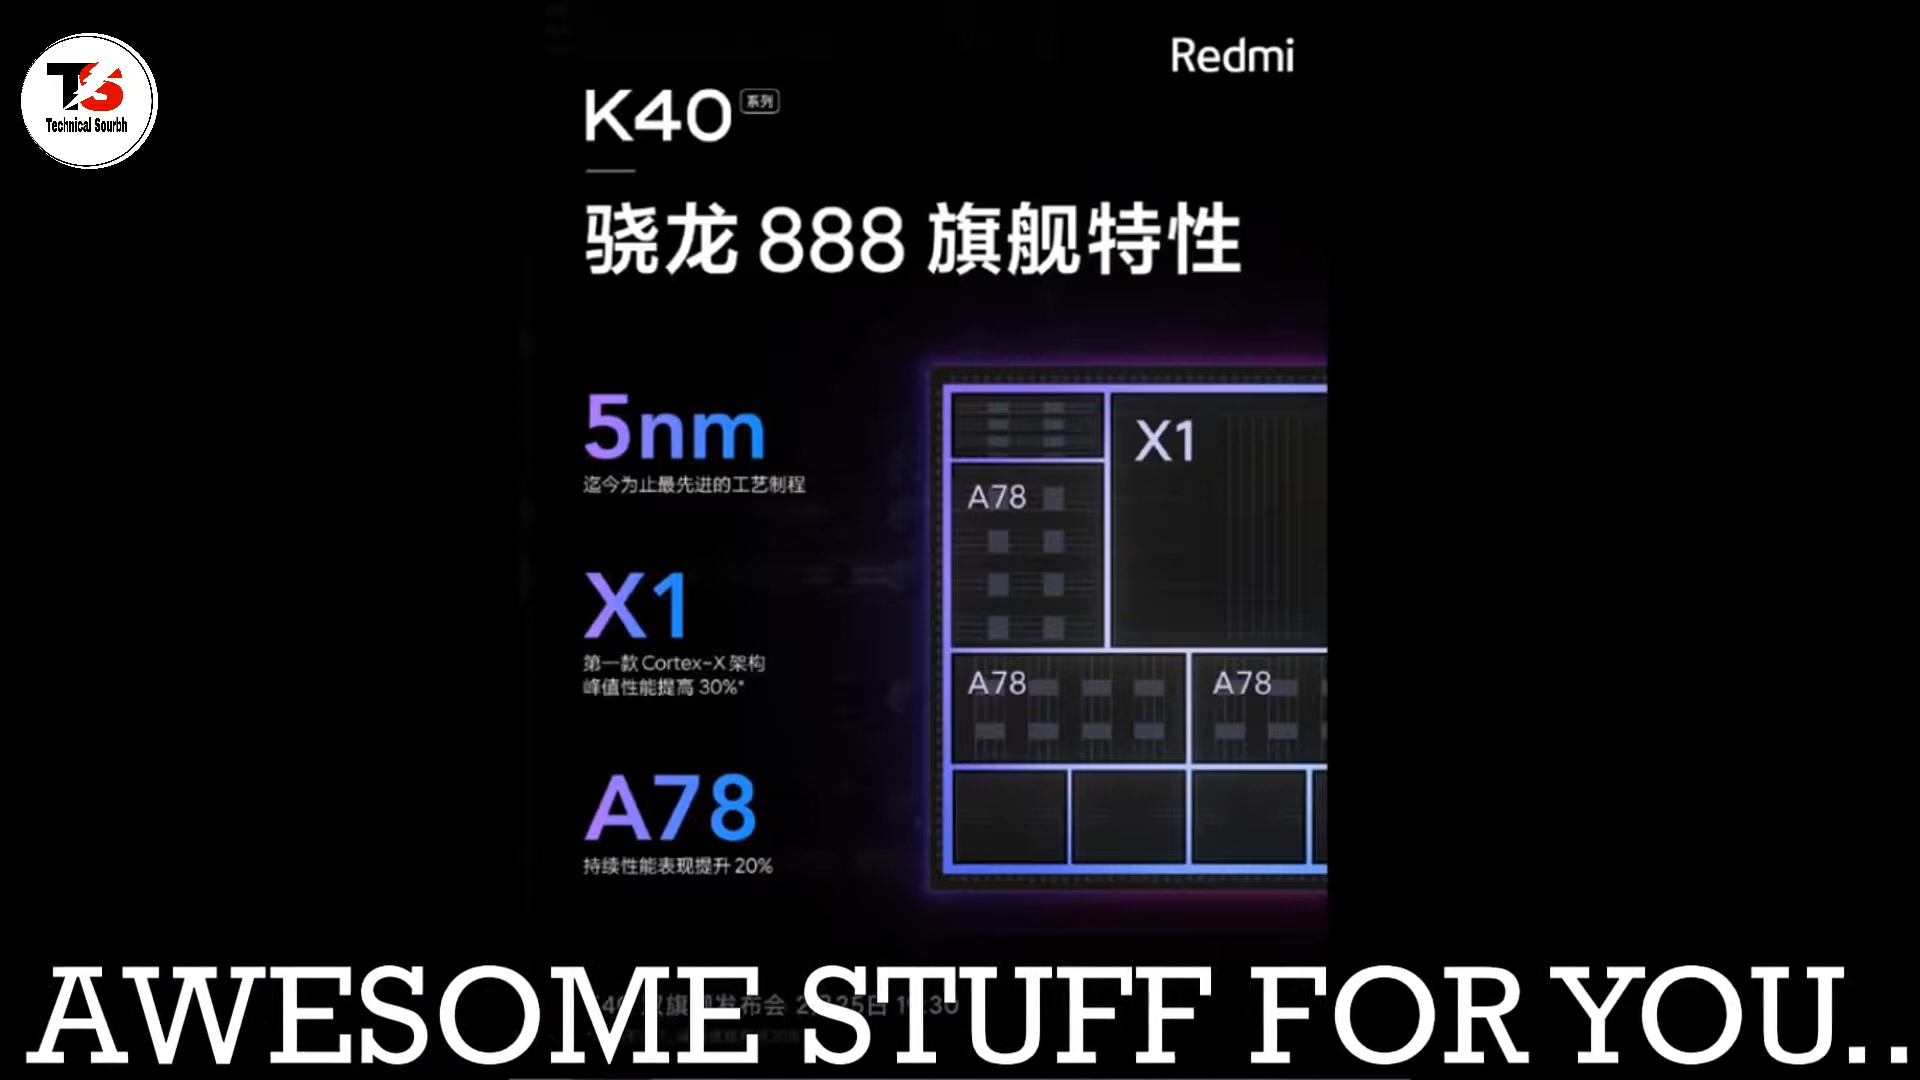 TS
Technical Sourbh
Redmi
K40 系列
骁龙 888 旗舰特性
5nm
迄今为止最先进的工艺制程
X1
第一款 Cortex-X 架构
峰值性能提高 30%*
A78
持续性能表现提升 20%
X1
A78
A78
A78
AWESOME STUFF FOR YOU..